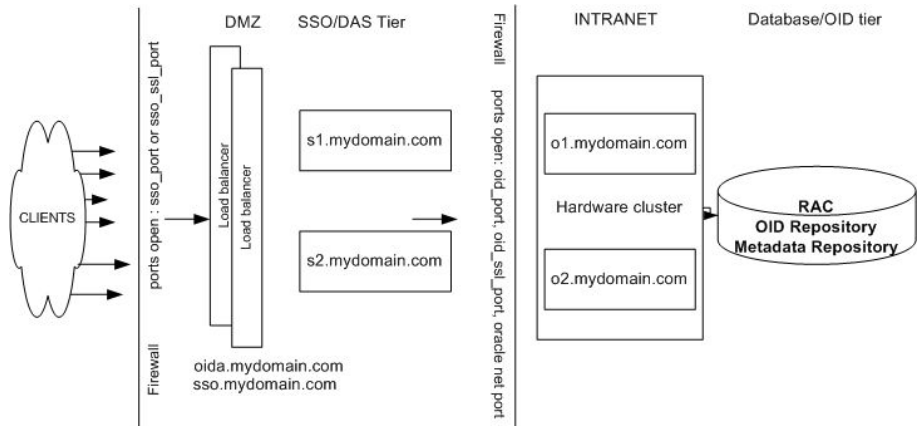 DMZ
SSO/DAS Tier
INTRANET
Database/OID tier
CLIENTS
ports open : sso_port or sso_ssl_port
Firewall
Load balancer
Load balancer
s1.mydomain.com
s2.mydomain.com
oida.mydomain.com
sso.mydomain.com
Firewall
ports open: oid_port, oid_ssl_port, oracle net port
o1.mydomain.com
Hardware cluster
o2.mydomain.com
RAC
OID Repository
Metadata Repository